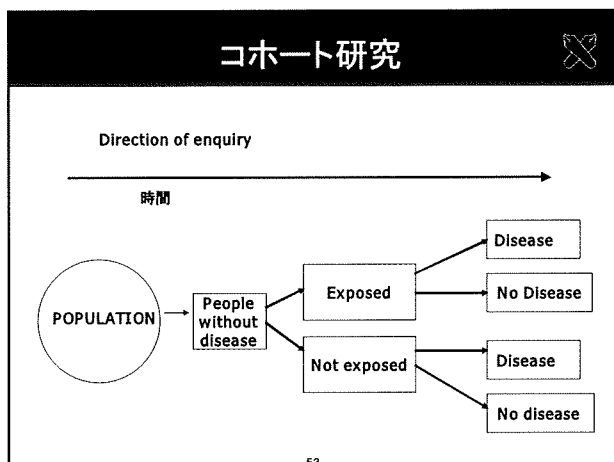 コホート研究
Direction of enquiry
時間
POPULATION
People
without
disease
Exposed
Not exposed
Disease
No Disease
Disease
No disease
53